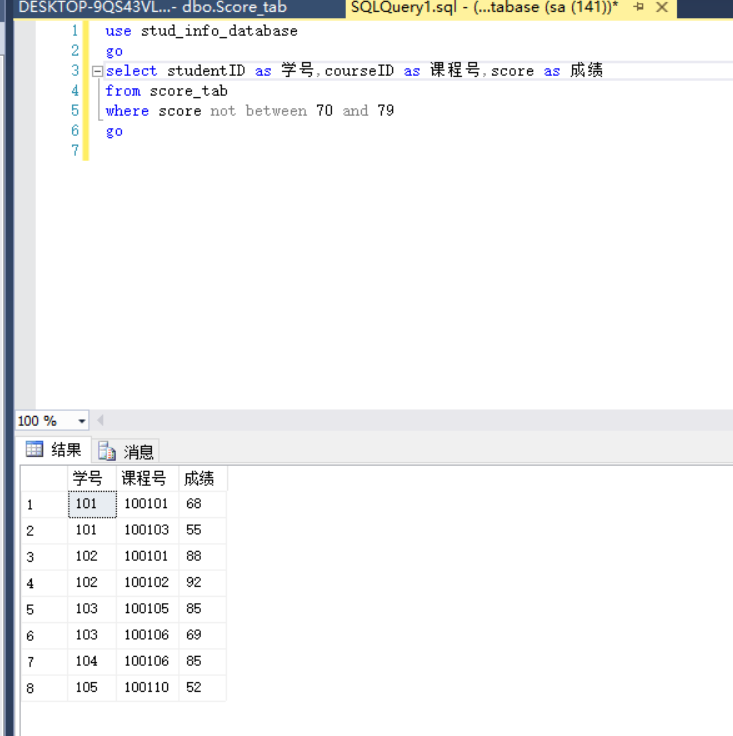 DESKTOP-9QS43VL...- dbo.Score_tab SQLQuery1.sql - (...tabase (sa (141))*
1 use stud_info_database
2 go
3 select studentID as 学号,courseID as 课程号,score as 成绩
4 from score_tab
5 where score not between 70 and 79
6 go
7
100 %
结果 消息
学号 课程号 成绩
1 101 100101 68
2 101 100103 55
3 102 100101 88
4 102 100102 92
5 103 100105 85
6 103 100106 69
7 104 100106 85
8 105 100110 52